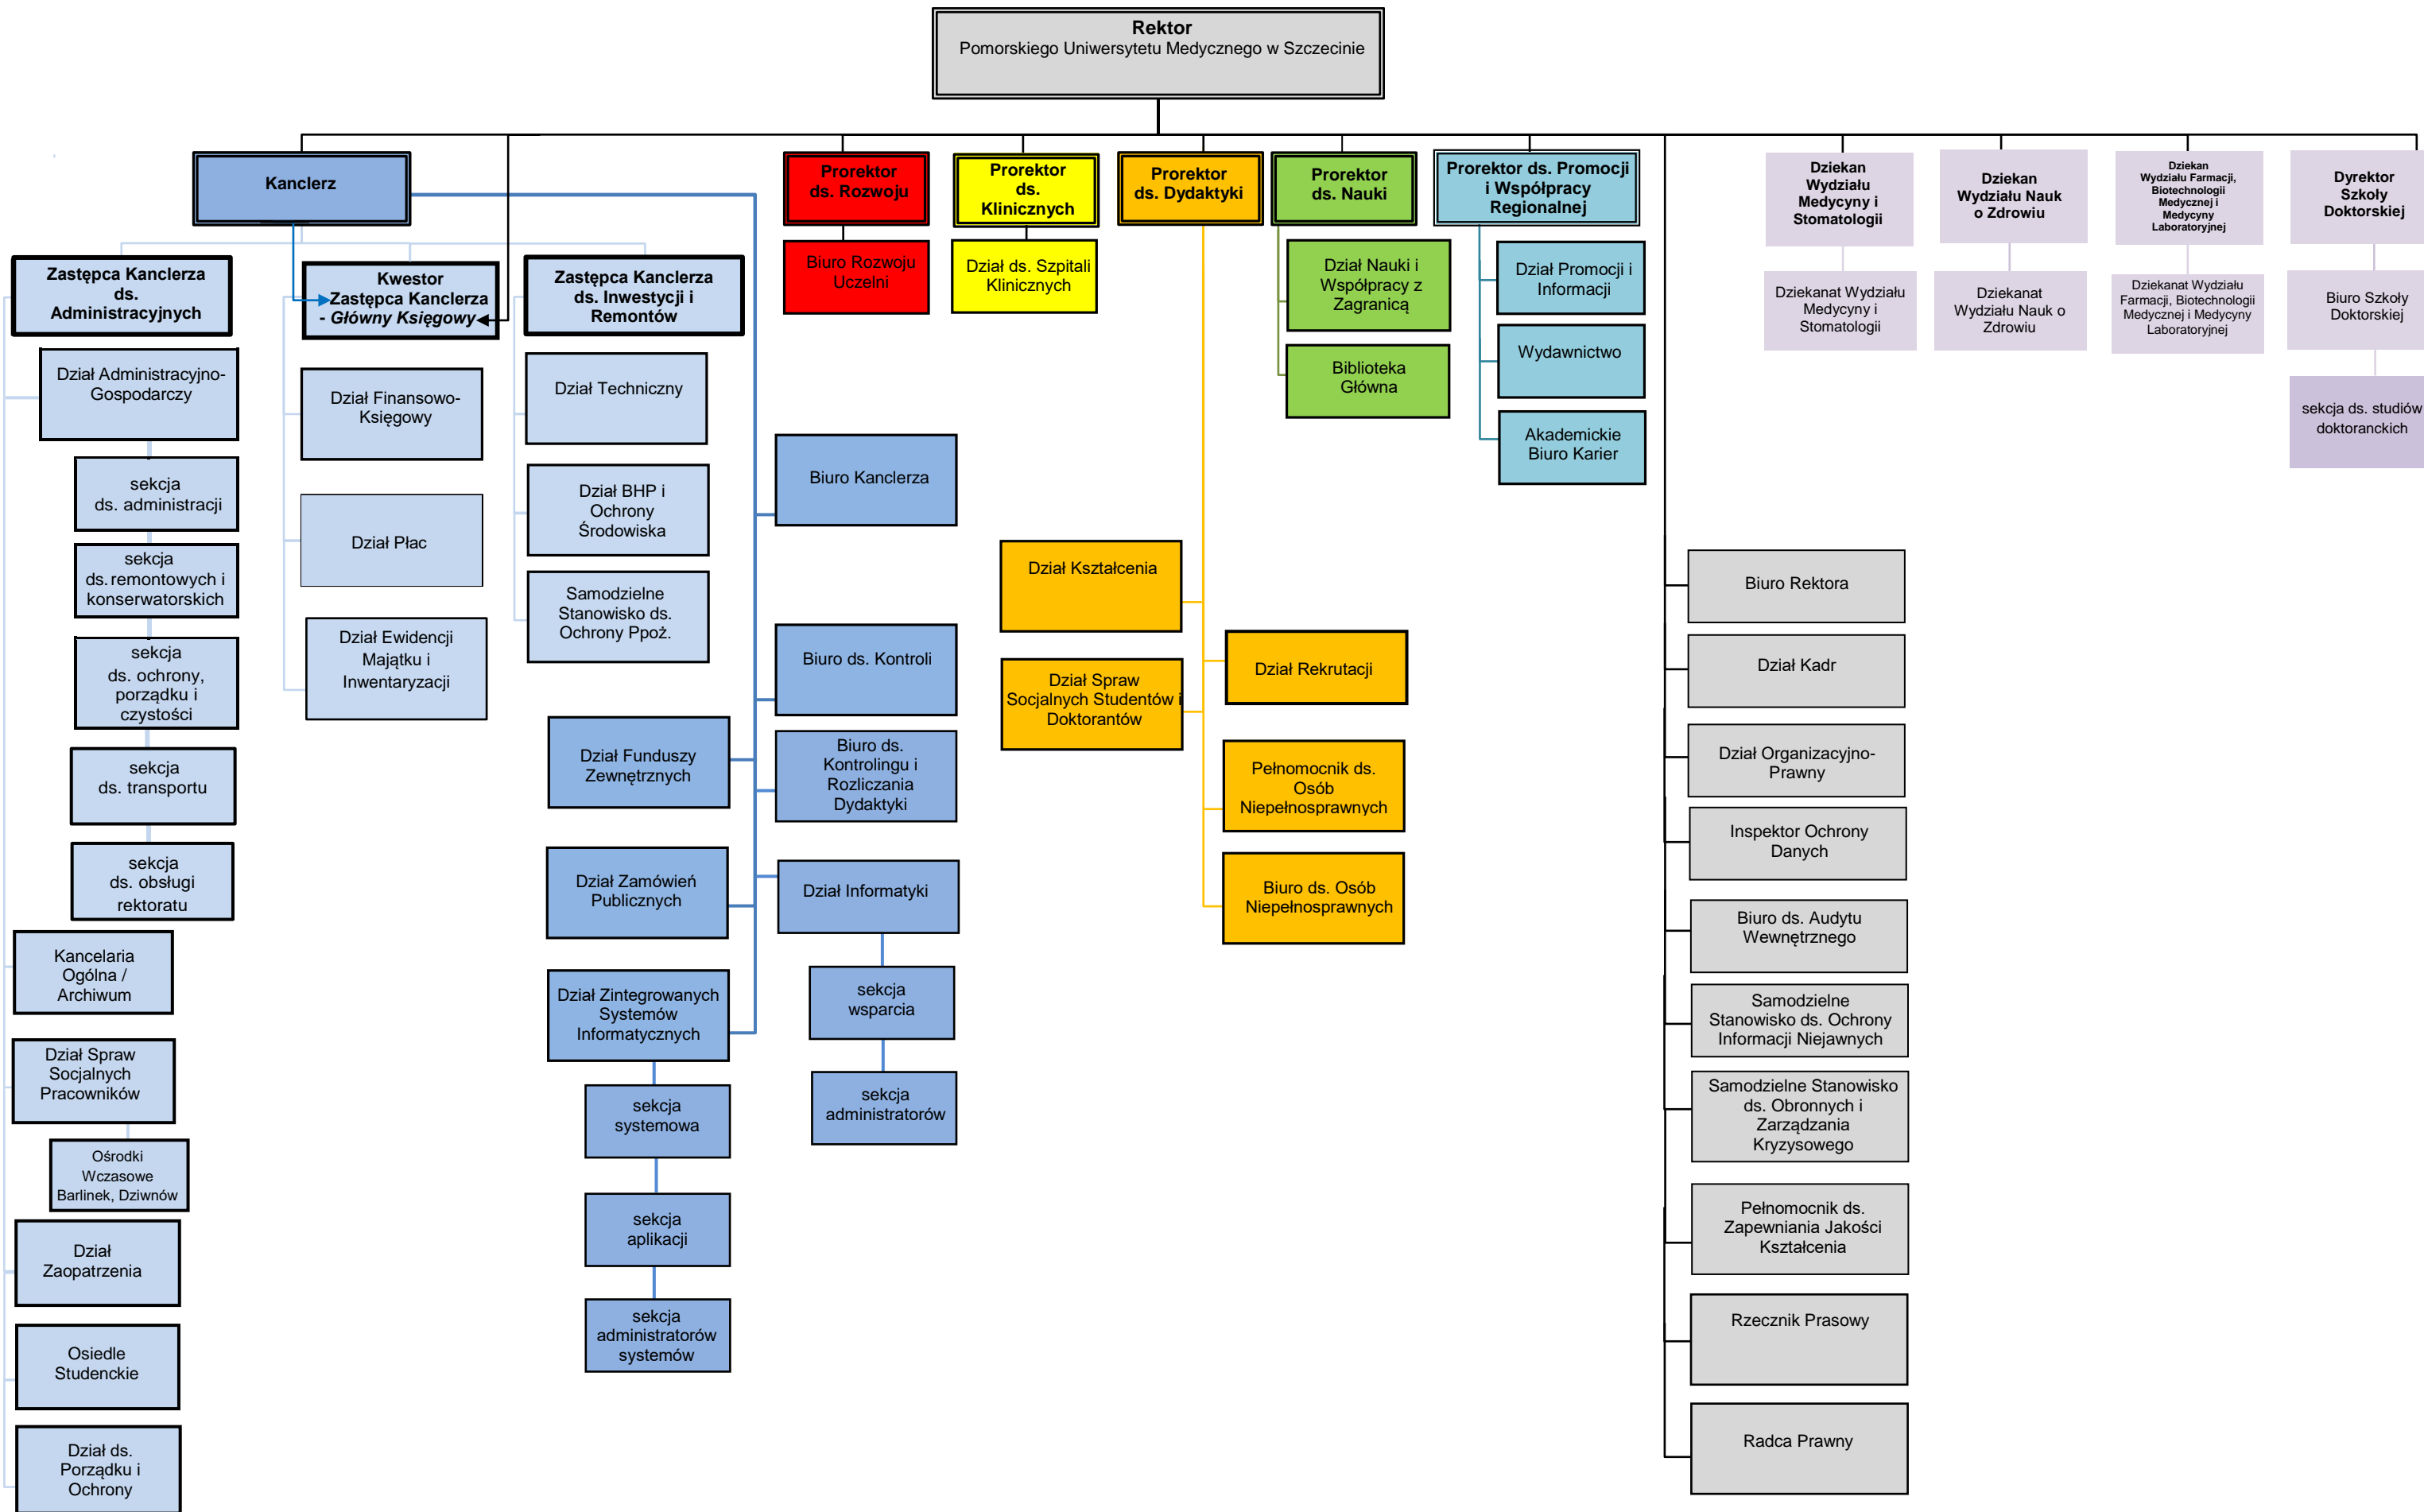 Rektor
Pomorskiego Uniwersytetu Medycznego w Szczecinie
Kanclerz
Prorektor
ds. Rozwoju
Prorektor
ds.
Klinicznych
Prorektor
ds. Dydaktyki
Prorektor
ds. Nauki
Prorektor ds. Promocji
i Współpracy
Regionalnej
Dziekan
Wydziału
Medycyny i
Stomatologii
Dziekan
Wydziału Nauk
o Zdrowiu
Dziekan
Wydziału Farmacji,
Biotechnologii
Medycznej i
Medycyny
Laboratoryjnej
Dyrektor
Szkoły
Doktorskiej
Zastępca Kanclerza
ds.
Administracyjnych
Kwestor
Zastępca Kanclerza
- Główny Księgowy
Zastępca Kanclerza
ds. Inwestycji i
Remontów
Biuro Rozwoju
Uczelni
Dział ds. Szpitali
Klinicznych
Dział Nauki i
Współpracy z
Zagranicą
Biblioteka
Główna
Dział Promocji i
Informacji
Wydawnictwo
Akademickie
Biuro Karier
Dziekanat Wydziału
Medycyny i
Stomatologii
Dziekanat
Wydziału Nauk o
Zdrowiu
Dziekanat Wydziału
Farmacji, Biotechnologii
Medycznej i Medycyny
Laboratoryjnej
Biuro Szkoły
Doktorskiej
sekcja ds. studiów
doktoranckich
Dział Administracyjno-
Gospodarczy
sekcja
ds. administracji
sekcja
ds. remontowych i
konserwatorskich
sekcja
ds. ochrony,
porządku i
czystości
sekcja
ds. transportu
sekcja
ds. obsługi
rektoratu
Kancelaria
Ogólna /
Archiwum
Dział Spraw
Socjalnych
Pracowników
Ośrodki
Wczasowe
Barlinek, Dziwnów
Dział
Zaopatrzenia
Osiedle
Studenckie
Dział ds.
Porządku i
Ochrony
Dział Finansowo-
Księgowy
Dział Płac
Dział Ewidencji
Majątku i
Inwentaryzacji
Dział Techniczny
Dział BHP i
Ochrony
Środowiska
Samodzielne
Stanowisko ds.
Ochrony Ppoż.
Biuro Kanclerza
Biuro ds. Kontroli
Dział Funduszy
Zewnętrznych
Biuro ds.
Kontrolingu i
Rozliczania
Dydaktyki
Dział Zamówień
Publicznych
Dział Informatyki
sekcja
wsparcia
sekcja
administratorów
Dział Zintegrowanych
Systemów
Informatycznych
sekcja
systemowa
sekcja
aplikacji
sekcja
administratorów
systemów
Dział Kształcenia
Dział Rekrutacji
Dział Spraw
Socjalnych Studentów i
Doktorantów
Pełnomocnik ds.
Osób
Niepełnosprawnych
Biuro ds. Osób
Niepełnosprawnych
Biuro Rektora
Dział Kadr
Dział Organizacyjno-
Prawny
Inspektor Ochrony
Danych
Biuro ds. Audytu
Wewnętrznego
Samodzielne
Stanowisko ds. Ochrony
Informacji Niejawnych
Samodzielne Stanowisko
ds. Obronnych i
Zarządzania
Kryzysowego
Pełnomocnik ds.
Zapewniania Jakości
Kształcenia
Rzecznik Prasowy
Radca Prawny